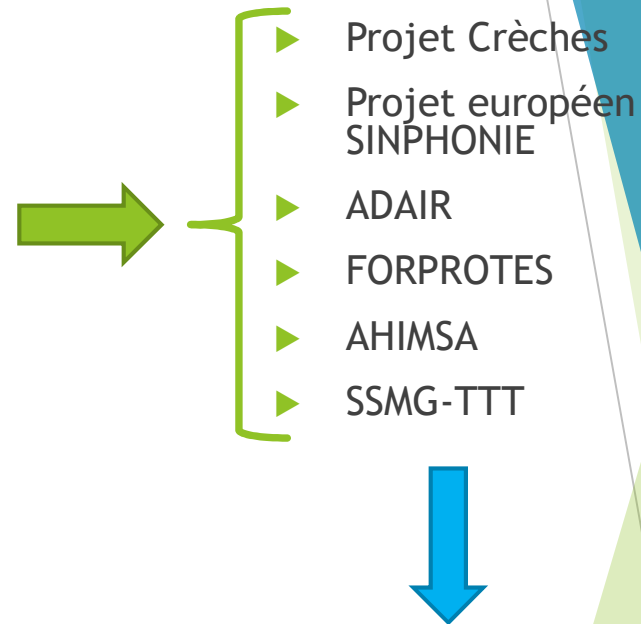 Projet Crèches
Projet européen
SINPHONIE
ADAIR
FORPROTES
AHIMSA
SSMG-TTT